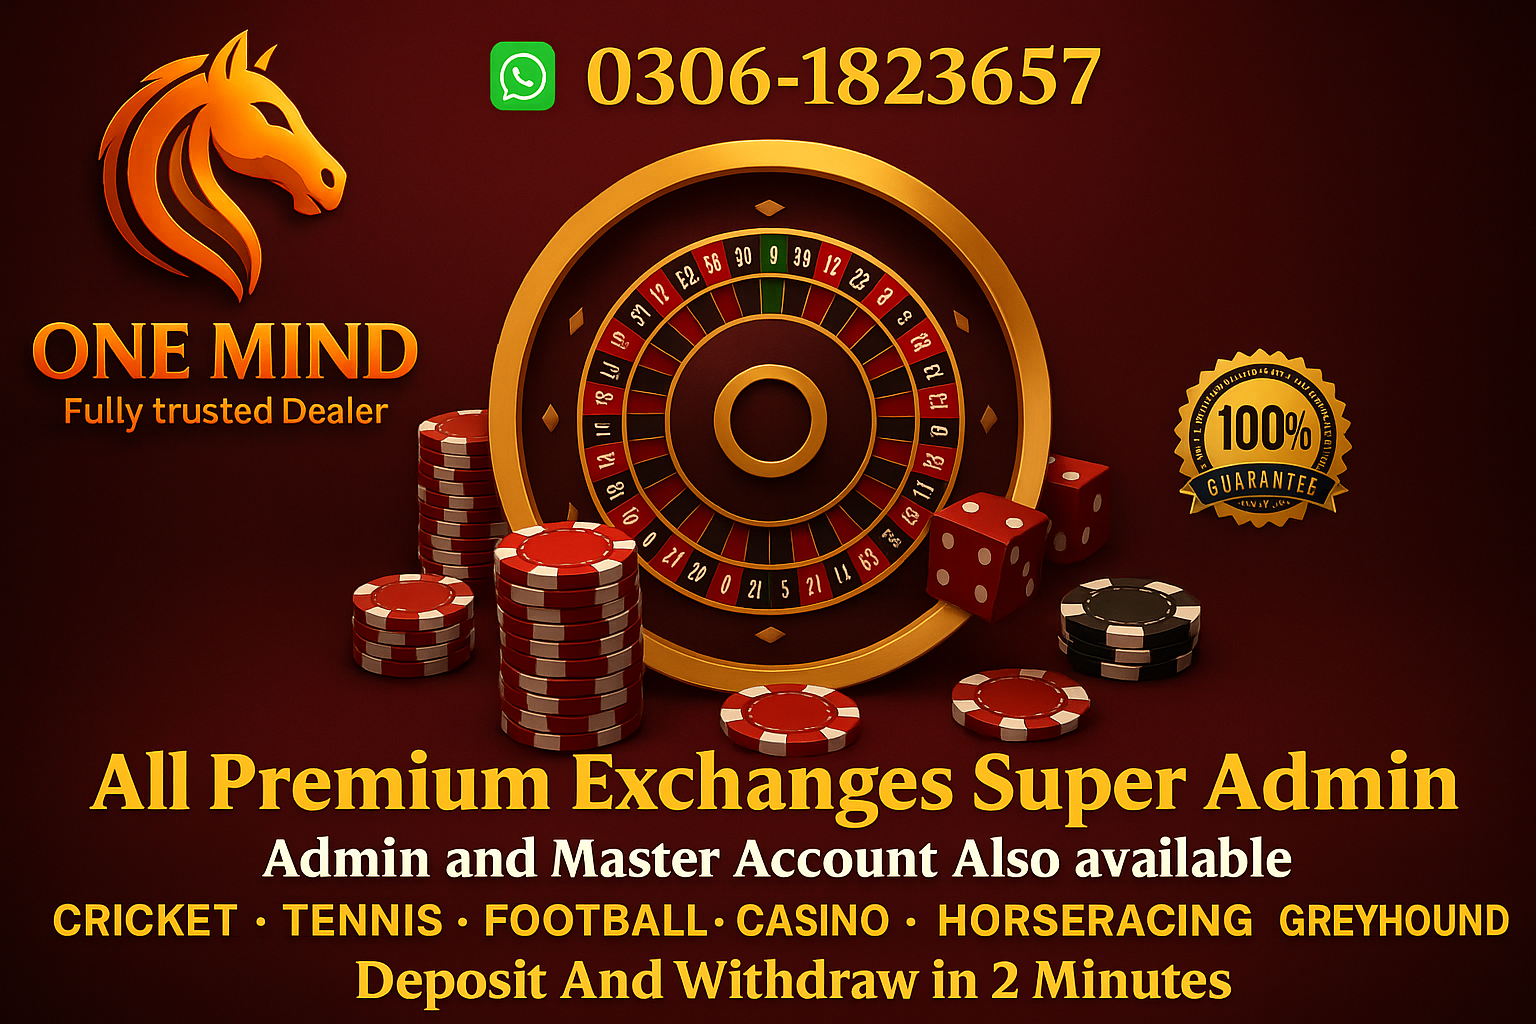 0306-1823657
ONE MIND
Fully trusted Dealer
100%
GUARANTEE
All Premium Exchanges Super Admin
Admin and Master Account Also available
CRICKET · TENNIS · FOOTBALL · CASINO · HORSERACING GREYHOUND
Deposit And Withdraw in 2 Minutes